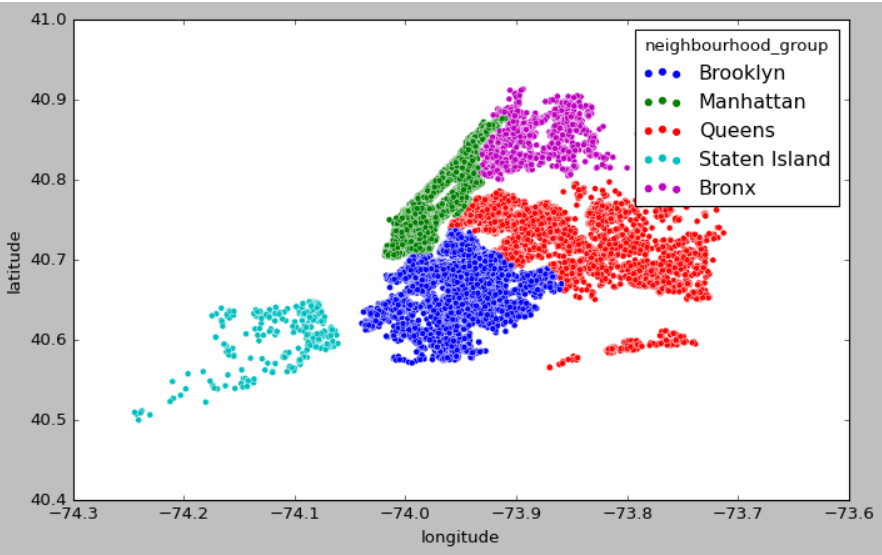 41.0
40.9
40.8
40.7
40.6
40.5
40.4
latitude
neighbourhood_group
Brooklyn
Manhattan
Queens
Staten Island
Bronx
−74.3 −74.2 −74.1 −74.0 −73.9 −73.8 −73.7 −73.6
longitude